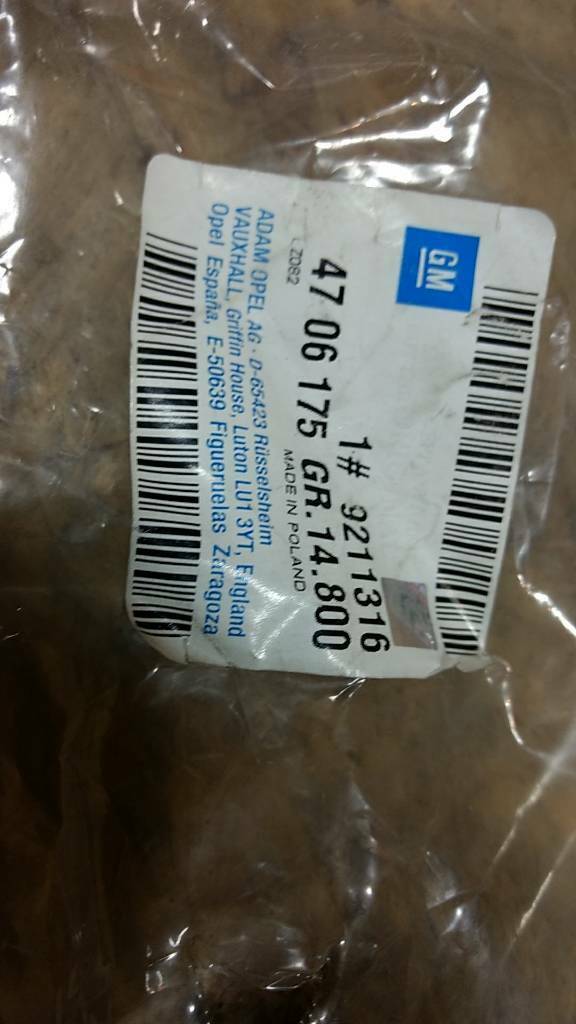 GM
1# 9211316
47 06 175 GR.14.800
LZD82
MADE IN POLAND
ADAM OPEL AG · D-65423 Rüsselsheim
VAUXHALL, Griffin House, Luton LU1 3YT, England
Opel España, E-50639 Figueruelas Zaragoza